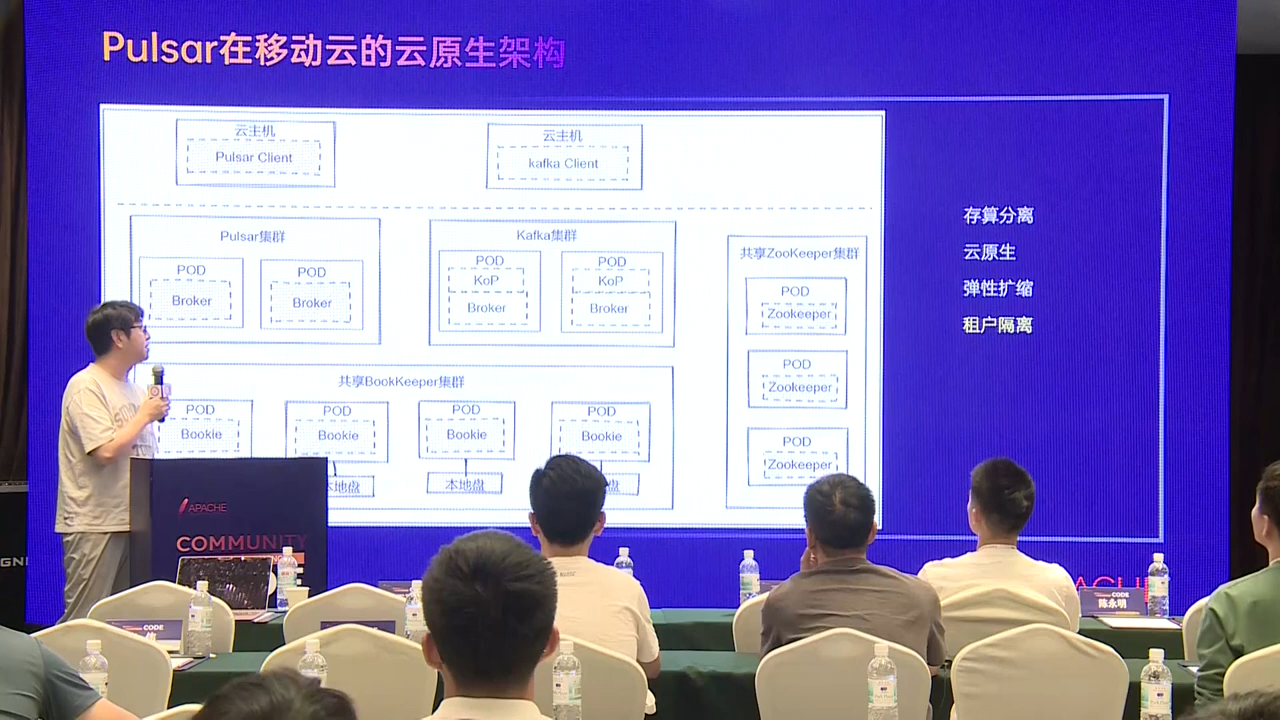 Pulsar在移动云的云原生架构
云主机
Pulsar Client
云主机
kafka Client
Pulsar集群
POD
Broker
POD
Broker
Kafka集群
POD
KoP
Broker
POD
KoP
Broker
共享ZooKeeper集群
POD
Zookeeper
POD
Zookeeper
POD
Zookeeper
共享BookKeeper集群
POD
Bookie
POD
Bookie
POD
Bookie
POD
Bookie
本地盘
本地盘
盘
存算分离
云原生
弹性扩缩
租户隔离
APACHE
COMMUNITY
CODE
CODE
陈永明